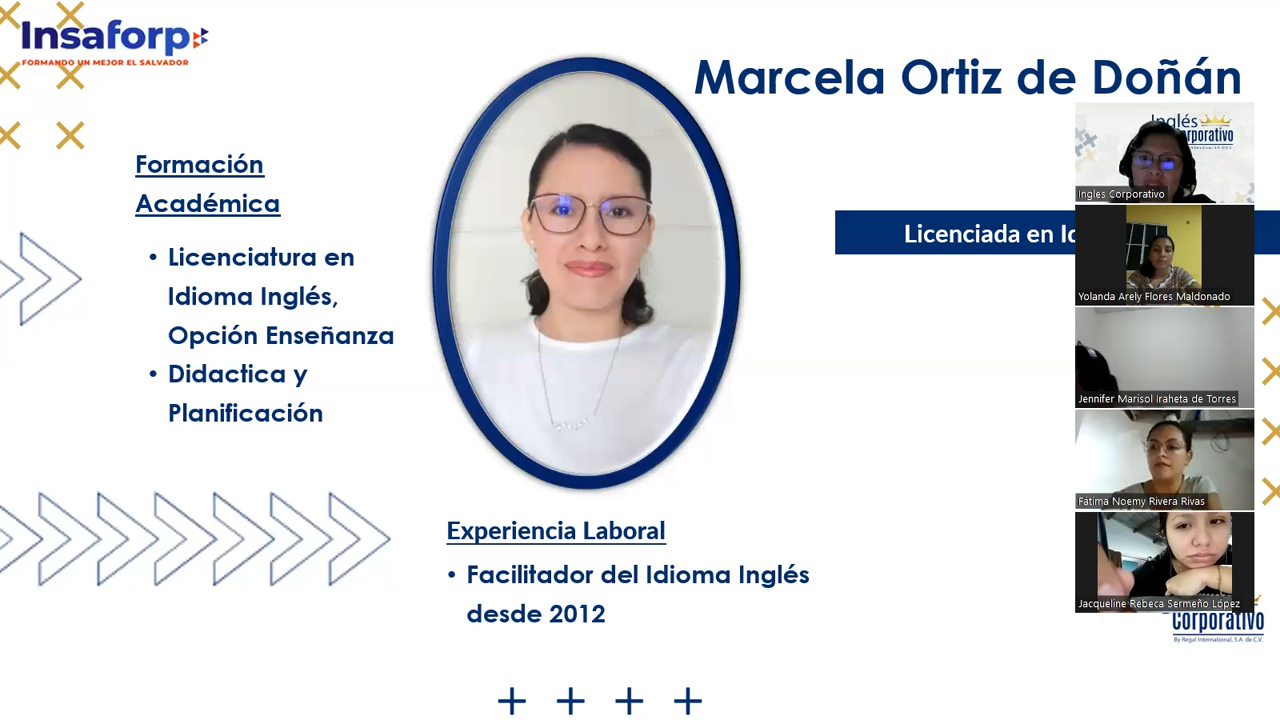 Insaforp
FORMANDO UN MEJOR EL SALVADOR
Marcela Ortiz de Doñán
Formación
Académica
• Licenciatura en
Idioma Inglés,
Opción Enseñanza
• Didactica y
Planificación
Licenciada en
Experiencia Laboral
• Facilitador del Idioma Inglés
desde 2012
Inglés
Corporativo
Ingles Corporativo
Yolanda Arely Flores Maldonado
Jennifer Marisol Iraheta de Torres
Fátima Noemy Rivera Rivas
Jacqueline Rebeca Sermeño López
Corporativo
By Regal International, S.A. de C.V.